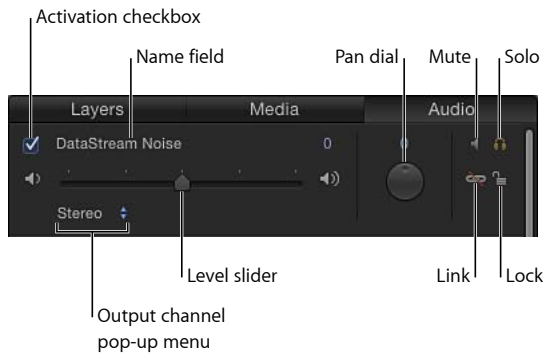 Activation checkbox
Name field
Pan dial
Mute
Solo
Layers
Media
Audio
DataStream Noise
0
0
Stereo
Level slider
Link
Lock
Output channel
pop-up menu